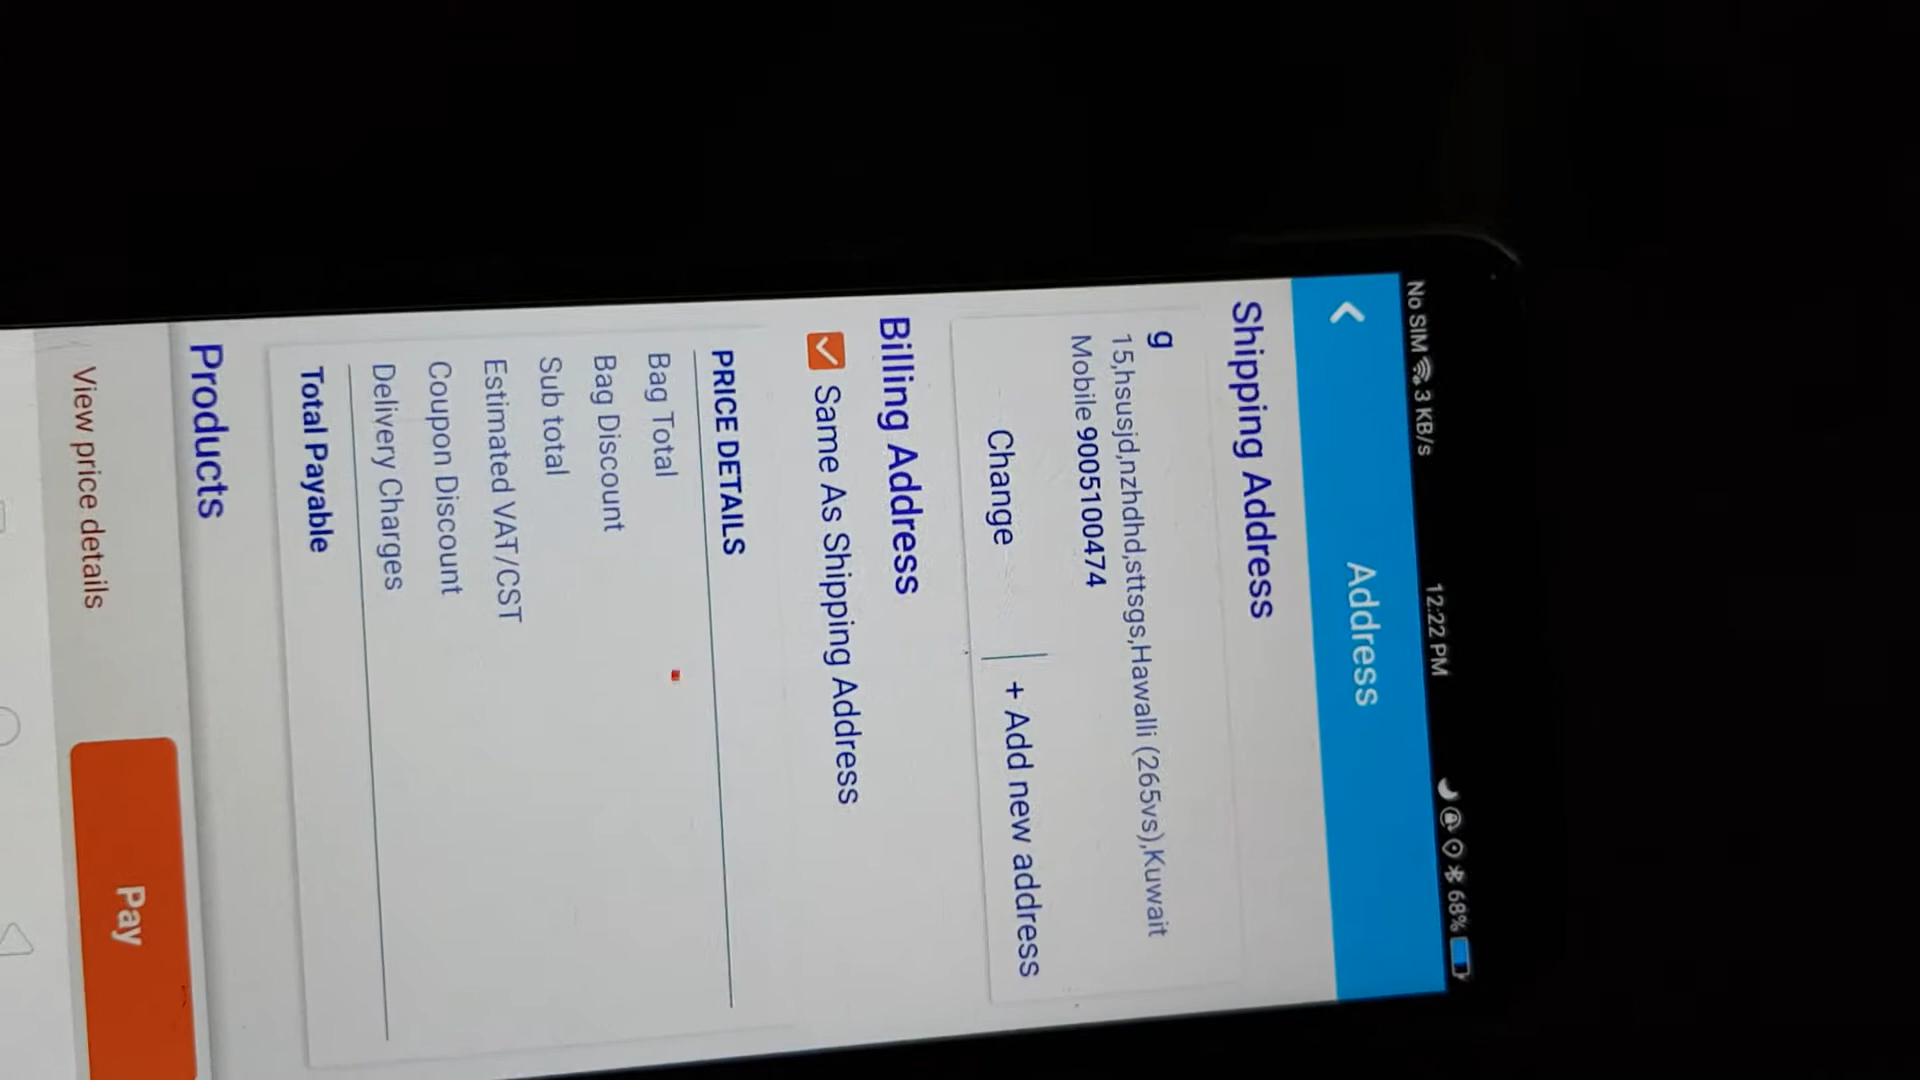 No SIM 3 KB/s 12:22 PM 68%
Address
Shipping Address
g
15,hsusjd,nzhdhd,sttsgs,Hawalli (265vs),Kuwait
Mobile 9005100474
Change + Add new address
Billing Address
Same As Shipping Address
PRICE DETAILS
Bag Total
Bag Discount
Sub total
Estimated VAT/CST
Coupon Discount
Delivery Charges
Total Payable
Products
View price details Pay